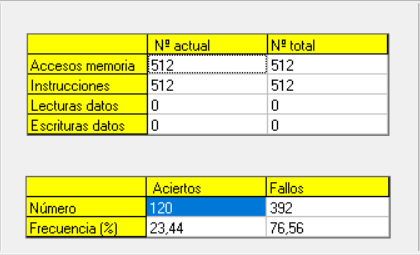 Nº actual Nº total
Accesos memoria 512 512
Instrucciones 512 512
Lecturas datos 0 0
Escrituras datos 0 0
Aciertos Fallos
Número 120 392
Frecuencia (%) 23,44 76,56